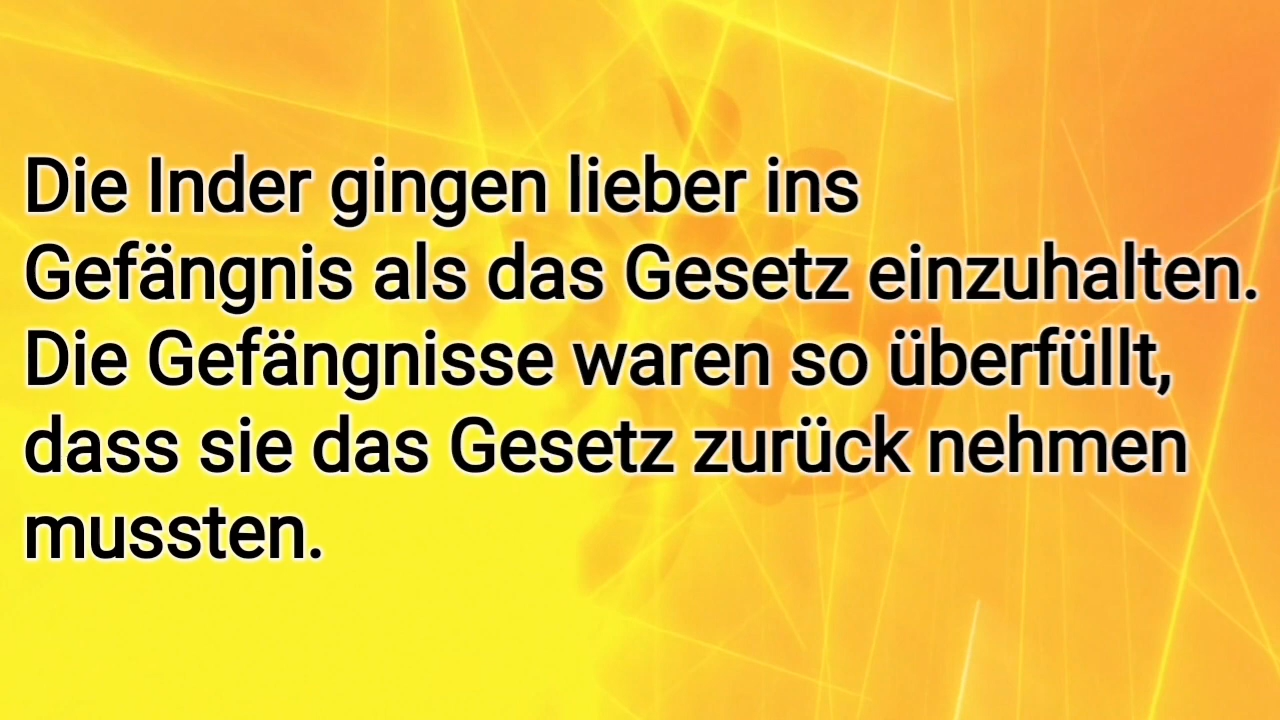 Die Inder gingen lieber ins
Gefängnis als das Gesetz einzuhalten.
Die Gefängnisse waren so überfüllt,
dass sie das Gesetz zurück nehmen
mussten.